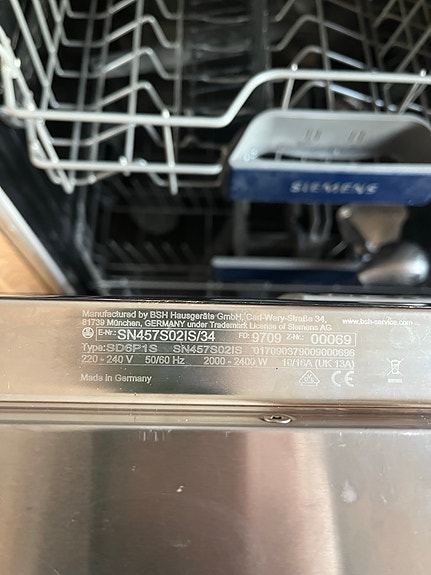 SIEMENS
Manufactured by BSH Hausgeräte GmbH, Carl-Wery-Straße 34, www.bsh-service.com
81739 München, GERMANY under Trademark License of Siemens AG
E-Nr.: SN457S02IS/34 FD: 9709 Z-Nr.: 00069
Type: SD6P1S SN457S02IS 017090379009000696
220 - 240 V 50/60 Hz 2000 - 2400 W 10/16A (UK 13A)
Made in Germany CE